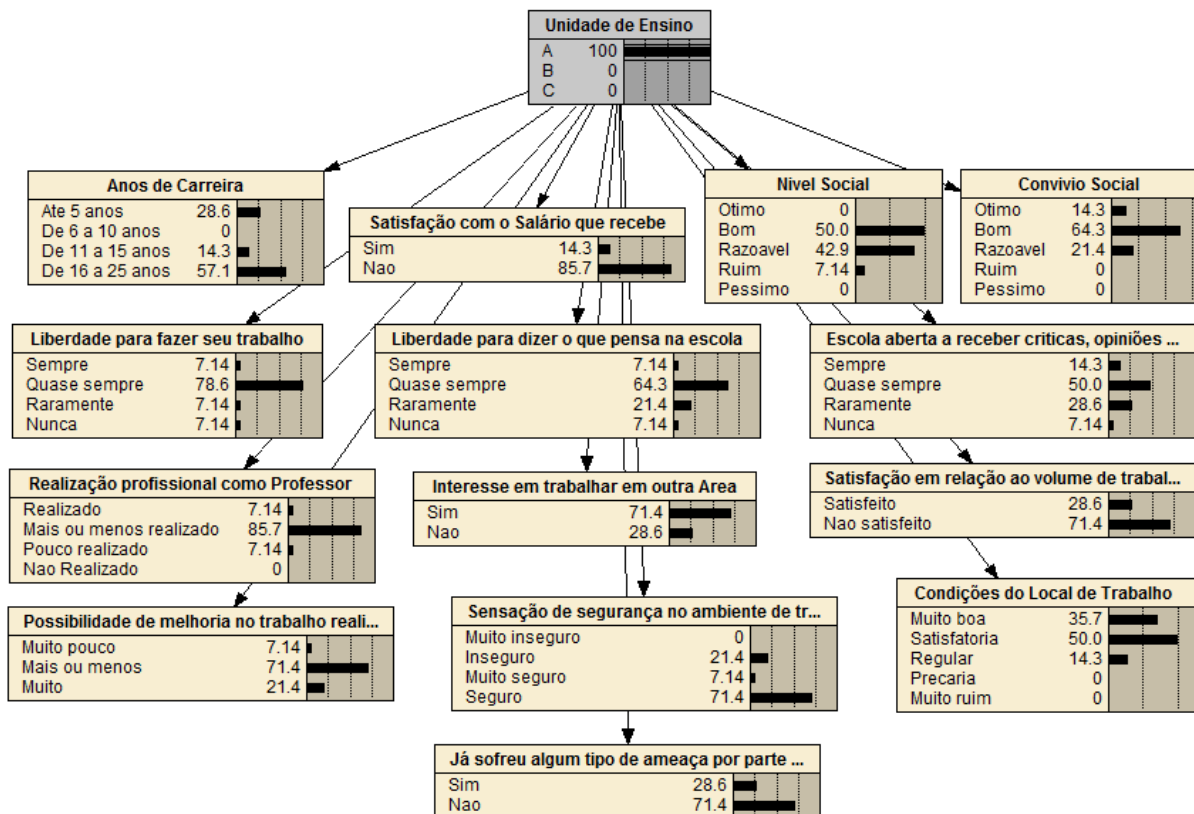 Unidade de Ensino
A 100
B 0
C 0
Anos de Carreira
Ate 5 anos 28.6
De 6 a 10 anos 0
De 11 a 15 anos 14.3
De 16 a 25 anos 57.1
Satisfação com o Salário que recebe
Sim 14.3
Nao 85.7
Nivel Social
Otimo 0
Bom 50.0
Razoavel 42.9
Ruim 7.14
Pessimo 0
Convivio Social
Otimo 14.3
Bom 64.3
Razoavel 21.4
Ruim 0
Pessimo 0
Liberdade para fazer seu trabalho
Sempre 7.14
Quase sempre 78.6
Raramente 7.14
Nunca 7.14
Liberdade para dizer o que pensa na escola
Sempre 7.14
Quase sempre 64.3
Raramente 21.4
Nunca 7.14
Escola aberta a receber criticas, opiniões ...
Sempre 14.3
Quase sempre 50.0
Raramente 28.6
Nunca 7.14
Realização profissional como Professor
Realizado 7.14
Mais ou menos realizado 85.7
Pouco realizado 7.14
Nao Realizado 0
Interesse em trabalhar em outra Area
Sim 71.4
Nao 28.6
Satisfação em relação ao volume de trabal...
Satisfeito 28.6
Nao satisfeito 71.4
Possibilidade de melhoria no trabalho reali...
Muito pouco 7.14
Mais ou menos 71.4
Muito 21.4
Sensação de segurança no ambiente de tr...
Muito inseguro 0
Inseguro 21.4
Muito seguro 7.14
Seguro 71.4
Condições do Local de Trabalho
Muito boa 35.7
Satisfatoria 50.0
Regular 14.3
Precaria 0
Muito ruim 0
Já sofreu algum tipo de ameaça por parte ...
Sim 28.6
Nao 71.4